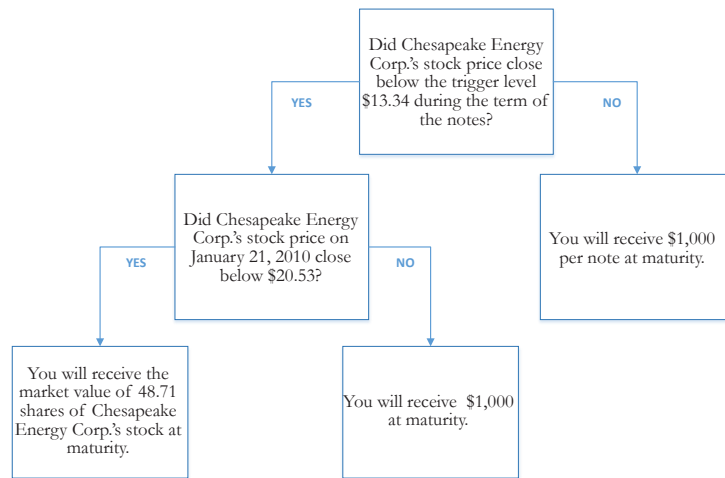 Did Chesapeake Energy
Corp.'s stock price close
below the trigger level
$13.34 during the term of
the notes?
YES
NO
Did Chesapeake Energy
Corp.'s stock price on
January 21, 2010 close
below $20.53?
You will receive $1,000
per note at maturity.
YES
NO
You will receive the
market value of 48.71
shares of Chesapeake
Energy Corp.'s stock at
maturity.
You will receive $1,000
at maturity.